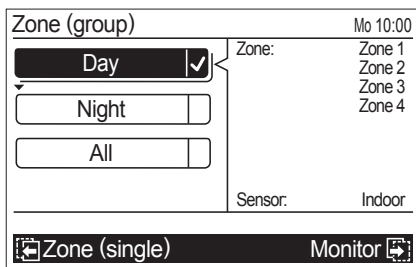 Zone (group) Mo 10:00
Day
Night
All
Zone: Zone 1
Zone 2
Zone 3
Zone 4
Sensor: Indoor
Zone (single) Monitor